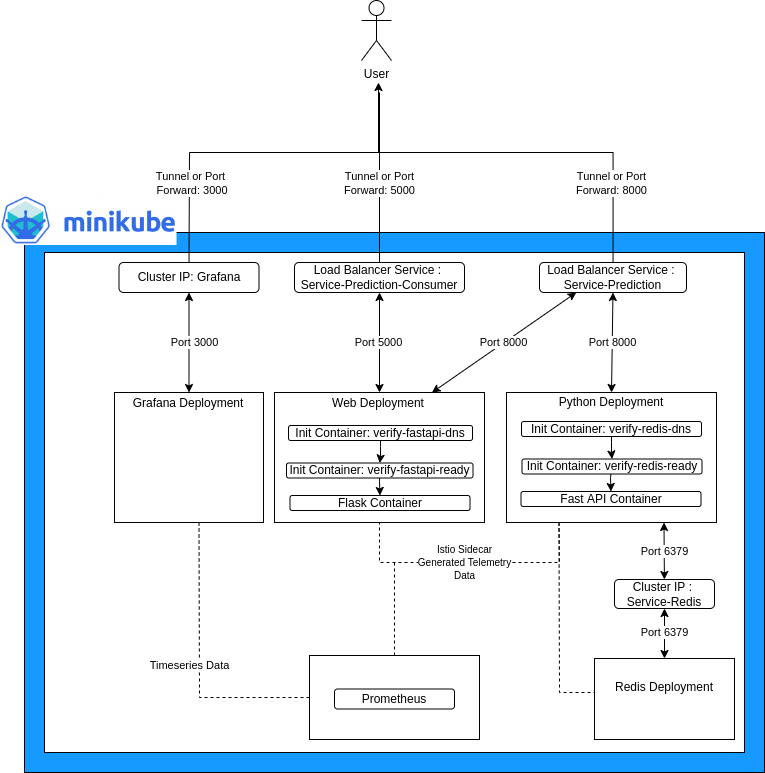 User
Tunnel or Port
Forward: 3000
Tunnel or Port
Forward: 5000
Tunnel or Port
Forward: 8000
minikube
Cluster IP: Grafana
Load Balancer Service :
Service-Prediction-Consumer
Load Balancer Service :
Service-Prediction
Port 3000
Port 5000
Port 8000
Port 8000
Grafana Deployment
Web Deployment
Init Container: verify-fastapi-dns
Init Container: verify-fastapi-ready
Flask Container
Python Deployment
Init Container: verify-redis-dns
Init Container: verify-redis-ready
Fast API Container
Istio Sidecar
Generated Telemetry
Data
Port 6379
Cluster IP :
Service-Redis
Port 6379
Timeseries Data
Prometheus
Redis Deployment